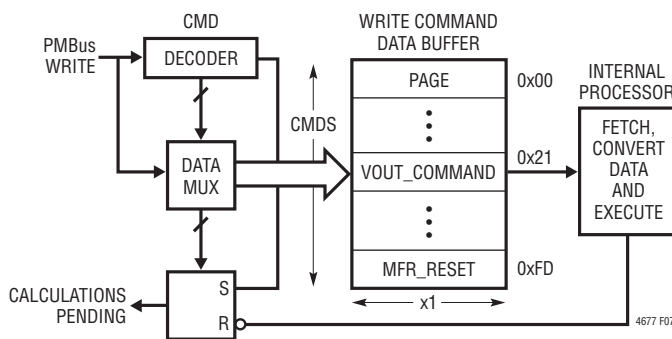 CMD
PMBus
WRITE
DECODER
CMDS
DATA
MUX
S
R
CALCULATIONS
PENDING
WRITE COMMAND
DATA BUFFER
PAGE
0x00
VOUT_COMMAND
0x21
MFR_RESET
0xFD
x1
INTERNAL
PROCESSOR
FETCH,
CONVERT
DATA
AND
EXECUTE
4677 F07